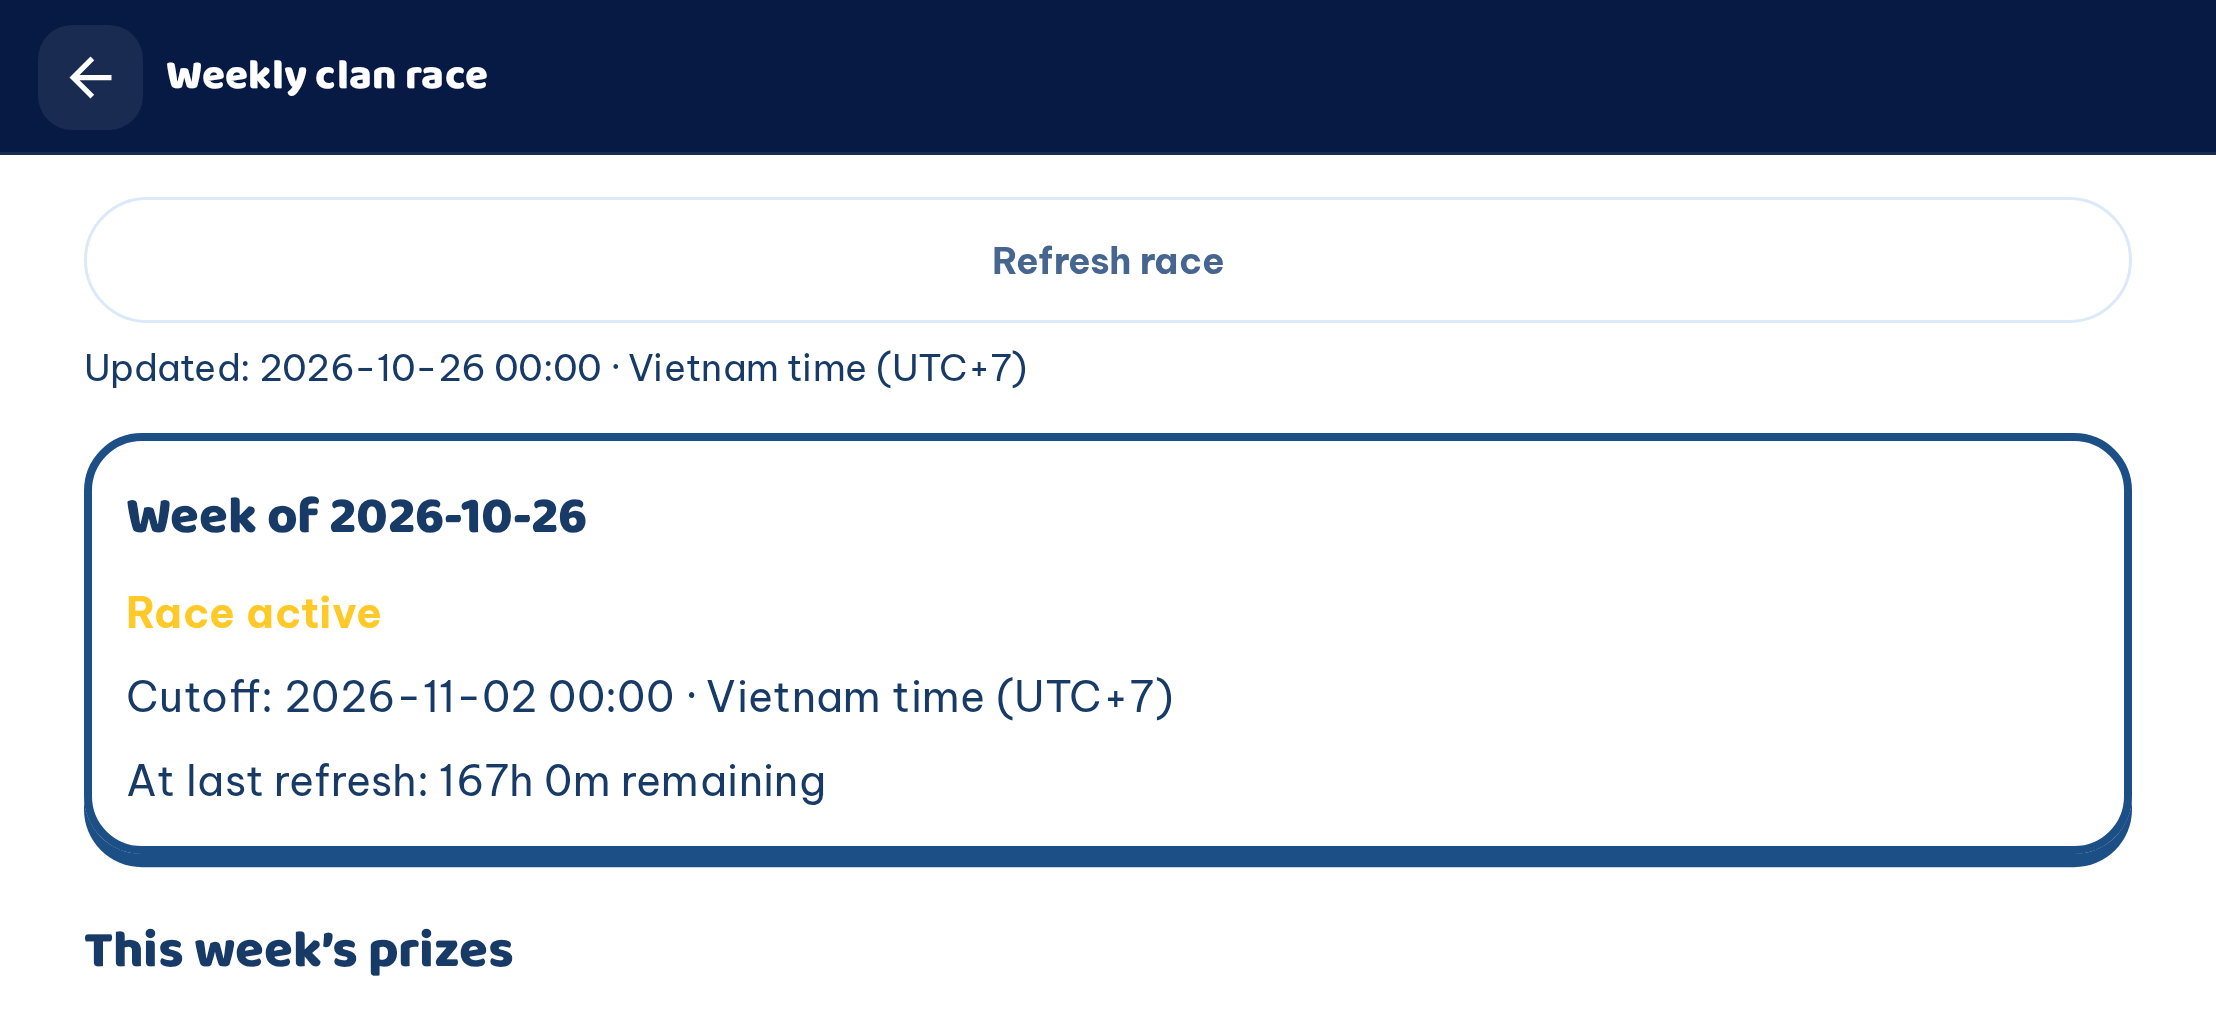 Weekly clan race
Refresh race
Updated: 2026-10-26 00:00 · Vietnam time (UTC+7)
Week of 2026-10-26
Race active
Cutoff: 2026-11-02 00:00 · Vietnam time (UTC+7)
At last refresh: 167h 0m remaining
This week’s prizes